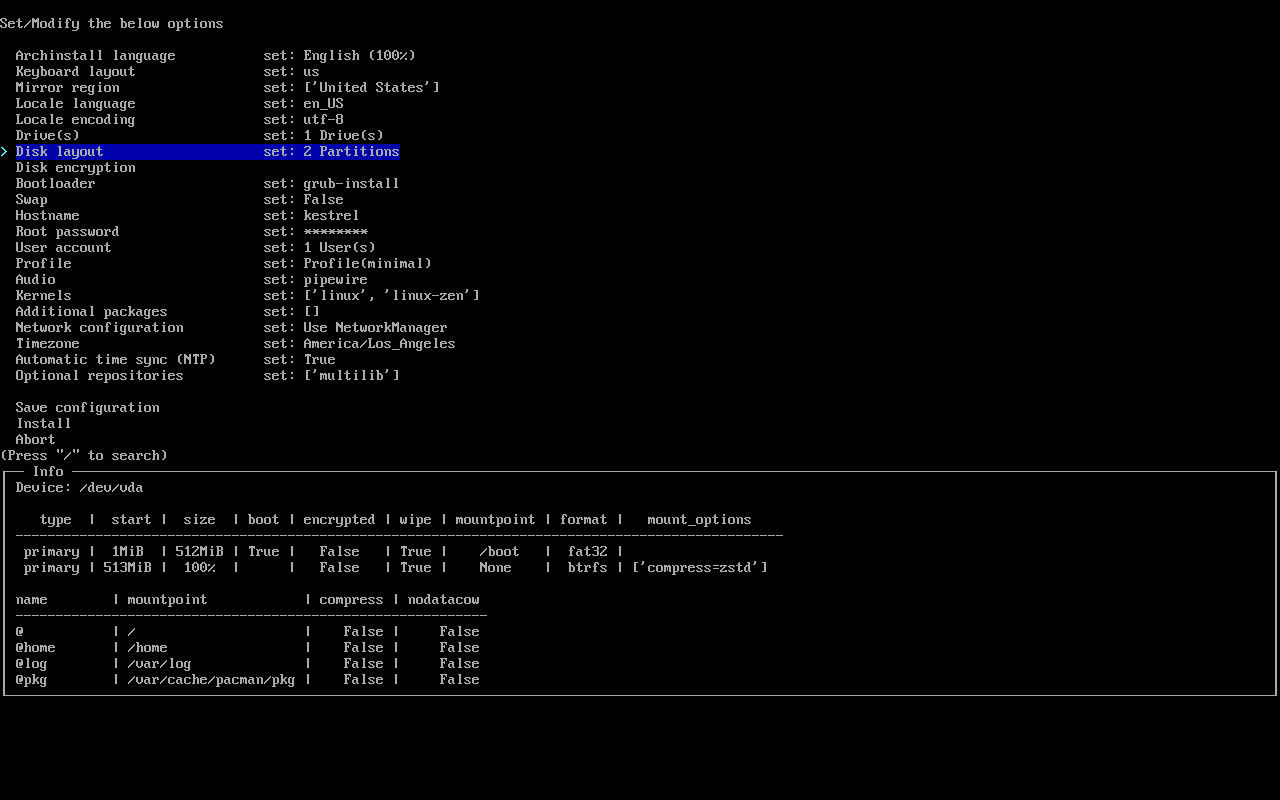 Set/Modify the below options
Archinstall language set: English (100%)
Keyboard layout set: us
Mirror region set: ['United States']
Locale language set: en_US
Locale encoding set: utf-8
Drive(s) set: 1 Drive(s)
> Disk layout set: 2 Partitions
Disk encryption
Bootloader set: grub-install
Swap set: False
Hostname set: kestrel
Root password set: ********
User account set: 1 User(s)
Profile set: Profile(minimal)
Audio set: pipewire
Kernels set: ['linux', 'linux-zen']
Additional packages set: []
Network configuration set: Use NetworkManager
Timezone set: America/Los_Angeles
Automatic time sync (NTP) set: True
Optional repositories set: ['multilib']
Save configuration
Install
Abort
(Press "/" to search)
Info
Device: /dev/vda
type | start | size | boot | encrypted | wipe | mountpoint | format | mount_options
------------------------------------------------------------------------------------------------
primary | 1MiB | 512MiB | True | False | True | /boot | fat32 |
primary | 513MiB | 100% | | False | True | None | btrfs | ['compress=zstd']
name | mountpoint | compress | nodatacow
-----------------------------------------------------------
@ | / | False | False
@home | /home | False | False
@log | /var/log | False | False
@pkg | /var/cache/pacman/pkg | False | False